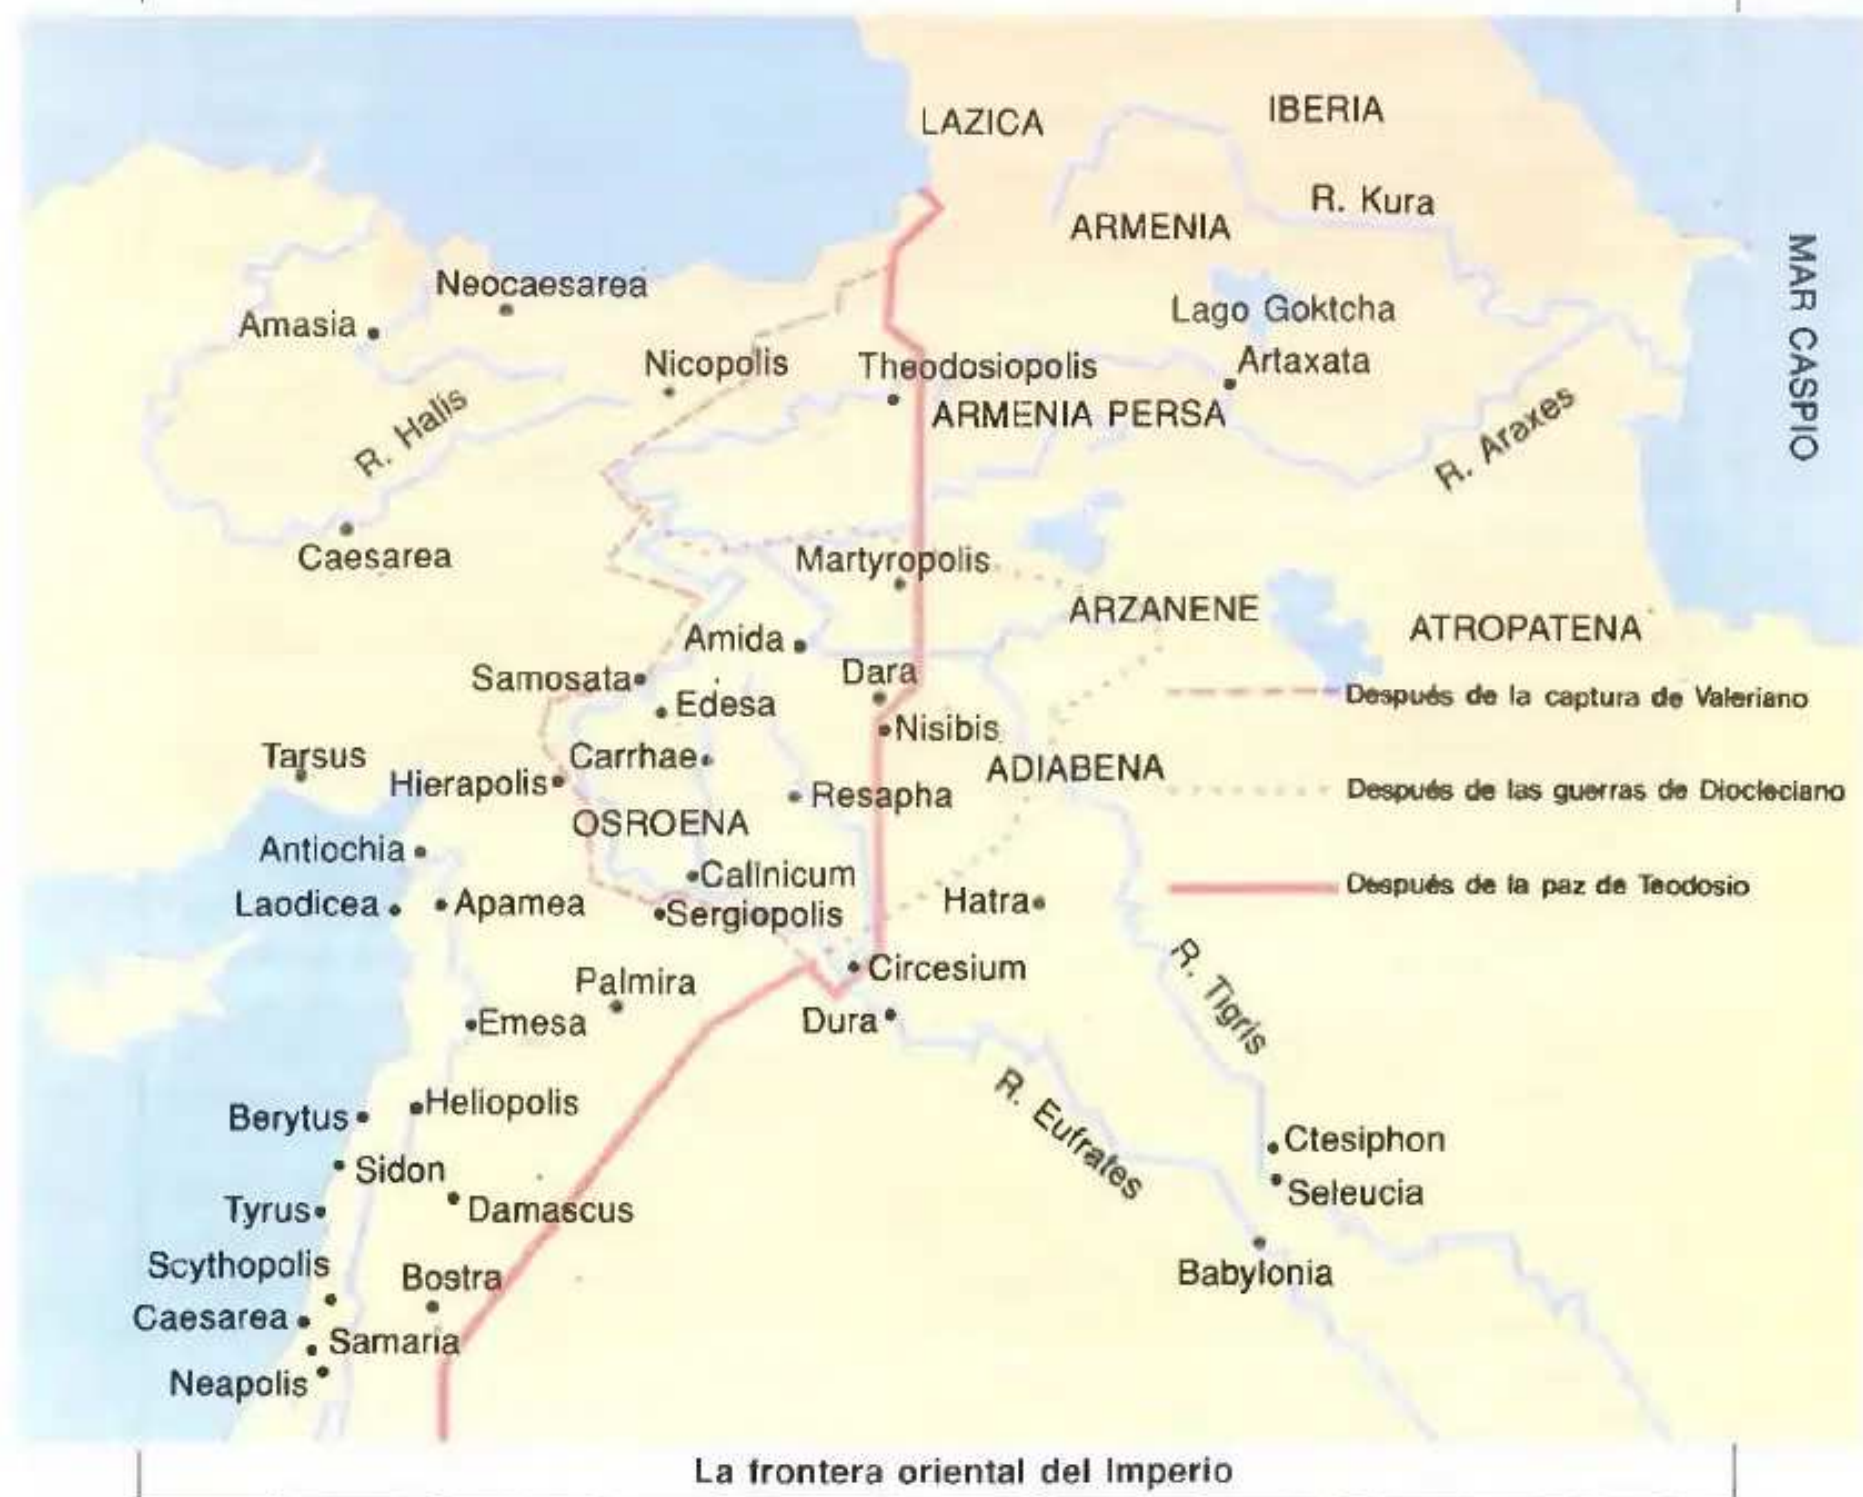 LAZICA
IBERIA
R. Kura
ARMENIA
MAR CASPIO
Neocaesarea
Amasia
Lago Goktcha
Nicopolis
Theodosiopolis
Artaxata
R. Halis
ARMENIA PERSA
R. Araxes
Caesarea
Martyropolis
ARZANENE
ATROPATENA
Amida
Samosata
Dara
Edesa
Después de la captura de Valeriano
Nisibis
Tarsus
Carrhae
ADIABENA
Hierapolis
Resapha
Después de las guerras de Diocleciano
OSROENA
Antiochia
Calinicum
Después de la paz de Teodosio
Laodicea
Apamea
Sergiopolis
Hatra
Circesium
Palmira
R. Tigris
Emesa
Dura
Heliopolis
Berytus
R. Eufrates
Ctesiphon
Sidon
Seleucia
Tyrus
Damascus
Scythopolis
Bostra
Babylonia
Caesarea
Samaria
Neapolis
La frontera oriental del Imperio